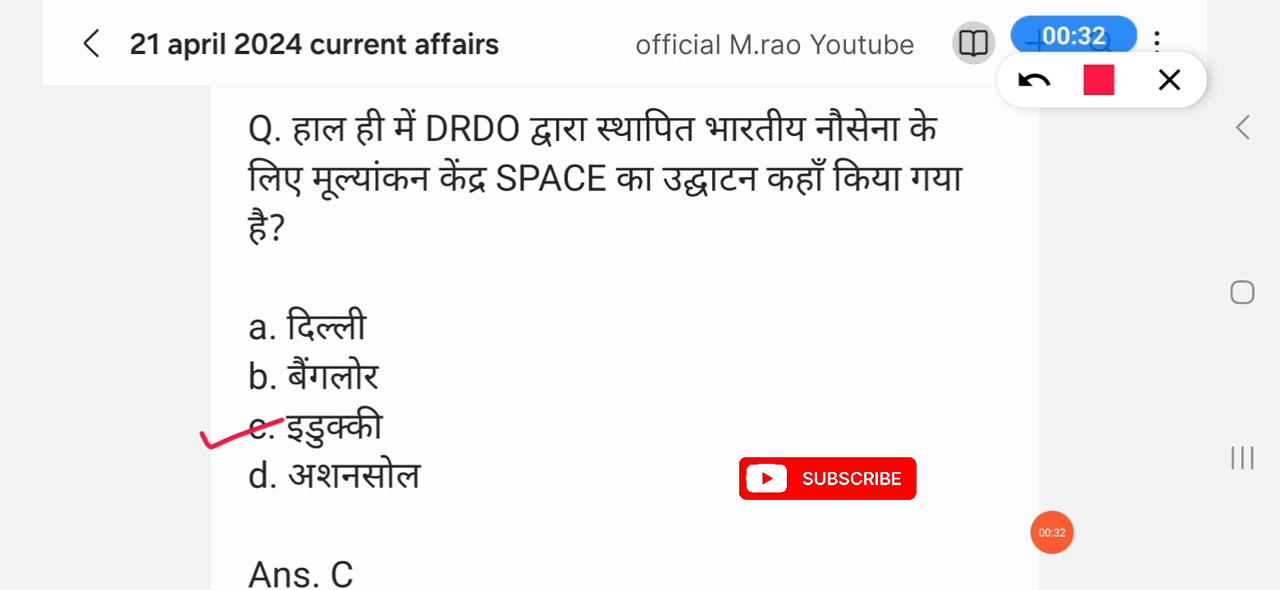 21 april 2024 current affairs
official M.rao Youtube
00:32
Q. हाल ही में DRDO द्वारा स्थापित भारतीय नौसेना के
लिए मूल्यांकन केंद्र SPACE का उद्घाटन कहाँ किया गया
है?
a. दिल्ली
b. बैंगलोर
c. इडुक्की
d. अशनसोल
SUBSCRIBE
00:32
Ans. C